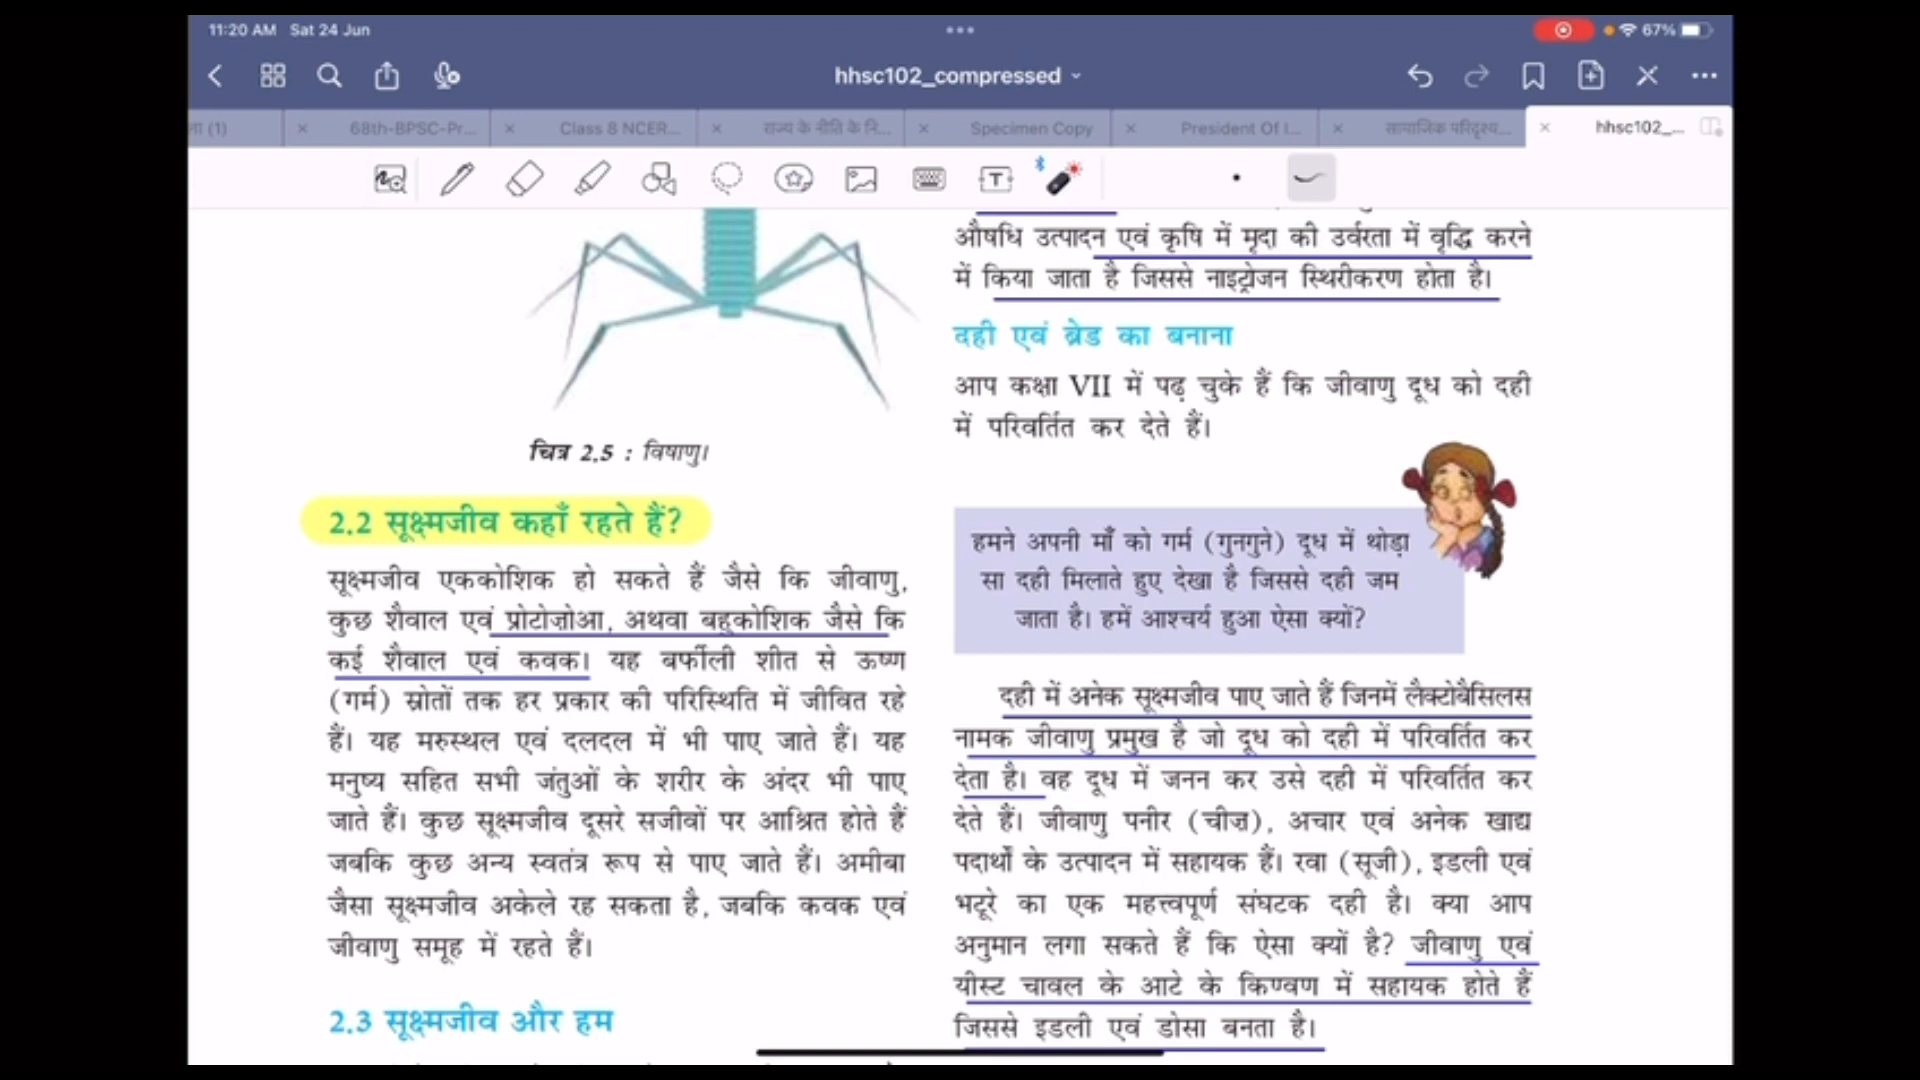 11:20 AM Sat 24 Jun
67%
hhsc102_compressed
68th-BPSC-Pr...
Class 8 NCER...
राज्य के नीति के नि...
Specimen Copy
President Of I...
सामाजिक परिदृश्य...
hhsc102_...
चित्र 2.5 : विषाणु।
2.2 सूक्ष्मजीव कहाँ रहते हैं?
सूक्ष्मजीव एककोशिक हो सकते हैं जैसे कि जीवाणु,
कुछ शैवाल एवं प्रोटोज़ोआ, अथवा बहुकोशिक जैसे कि
कई शैवाल एवं कवक। यह बर्फीली शीत से ऊष्ण
(गर्म) स्रोतों तक हर प्रकार की परिस्थिति में जीवित रहे
हैं। यह मरुस्थल एवं दलदल में भी पाए जाते हैं। यह
मनुष्य सहित सभी जंतुओं के शरीर के अंदर भी पाए
जाते हैं। कुछ सूक्ष्मजीव दूसरे सजीवों पर आश्रित होते हैं
जबकि कुछ अन्य स्वतंत्र रूप से पाए जाते हैं। अमीबा
जैसा सूक्ष्मजीव अकेले रह सकता है, जबकि कवक एवं
जीवाणु समूह में रहते हैं।
2.3 सूक्ष्मजीव और हम
औषधि उत्पादन एवं कृषि में मृदा की उर्वरता में वृद्धि करने
में किया जाता है जिससे नाइट्रोजन स्थिरीकरण होता है।
दही एवं ब्रेड का बनाना
आप कक्षा VII में पढ़ चुके हैं कि जीवाणु दूध को दही
में परिवर्तित कर देते हैं।
हमने अपनी माँ को गर्म (गुनगुने) दूध में थोड़ा
सा दही मिलाते हुए देखा है जिससे दही जम
जाता है। हमें आश्चर्य हुआ ऐसा क्यों?
दही में अनेक सूक्ष्मजीव पाए जाते हैं जिनमें लैक्टोबैसिलस
नामक जीवाणु प्रमुख है जो दूध को दही में परिवर्तित कर
देता है। वह दूध में जनन कर उसे दही में परिवर्तित कर
देते हैं। जीवाणु पनीर (चीज़), अचार एवं अनेक खाद्य
पदार्थों के उत्पादन में सहायक हैं। रवा (सूजी), इडली एवं
भटूरे का एक महत्त्वपूर्ण संघटक दही है। क्या आप
अनुमान लगा सकते हैं कि ऐसा क्यों है? जीवाणु एवं
यीस्ट चावल के आटे के किण्वण में सहायक होते हैं
जिससे इडली एवं डोसा बनता है।